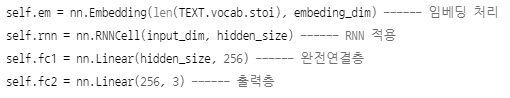 self.em = nn.Embedding(len(TEXT.vocab.stoi), embeding_dim) ------ 임베딩 처리
self.rnn = nn.RNNCell(input_dim, hidden_size) ------ RNN 적용
self.fc1 = nn.Linear(hidden_size, 256) ------ 완전연결층
self.fc2 = nn.Linear(256, 3) ------ 출력층